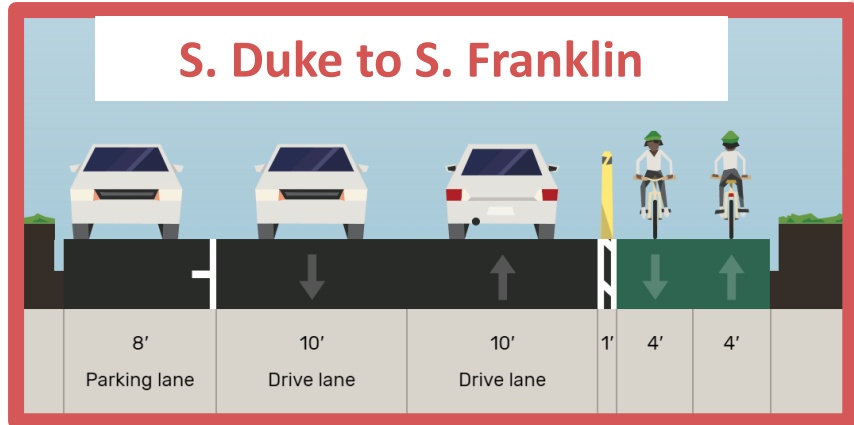 S. Duke to S. Franklin
8′ 10′ 10′ 1′ 4′ 4′
Parking lane Drive lane Drive lane